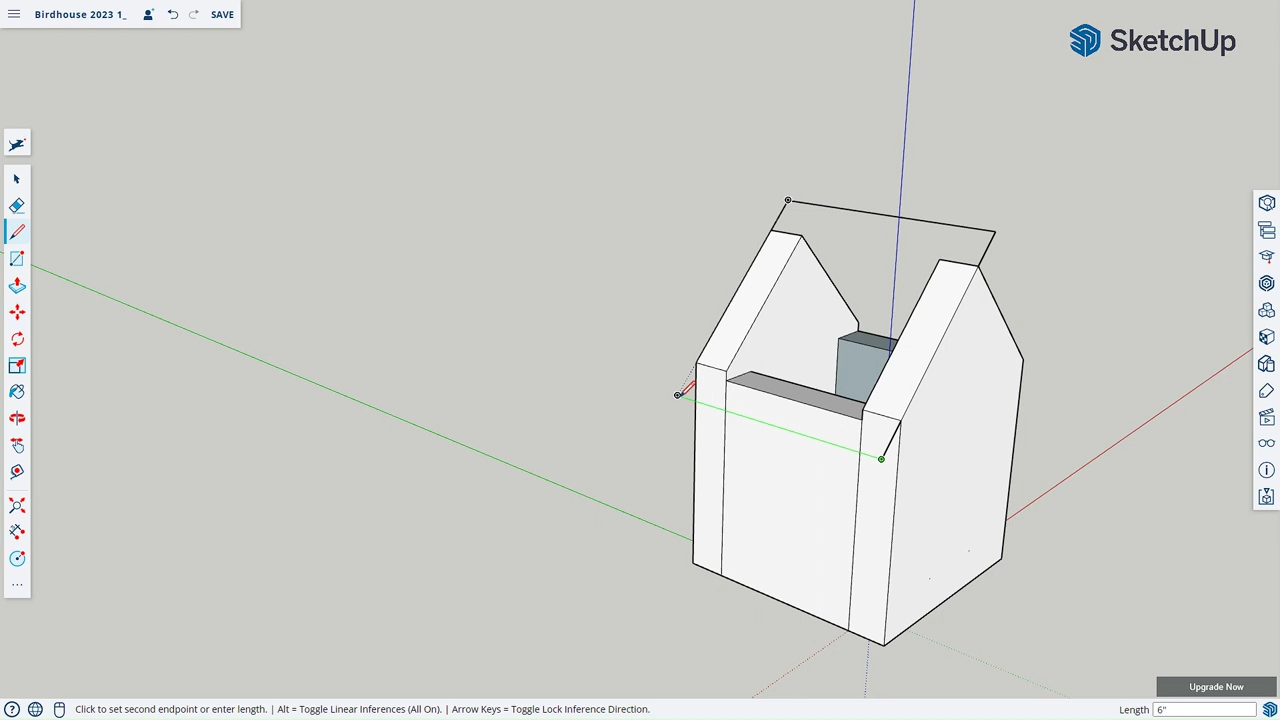 Birdhouse 2023 1_
SAVE
SketchUp
Upgrade Now
Click to set second endpoint or enter length. | Alt = Toggle Linear Inferences (All On). | Arrow Keys = Toggle Lock Inference Direction.
Length 6"